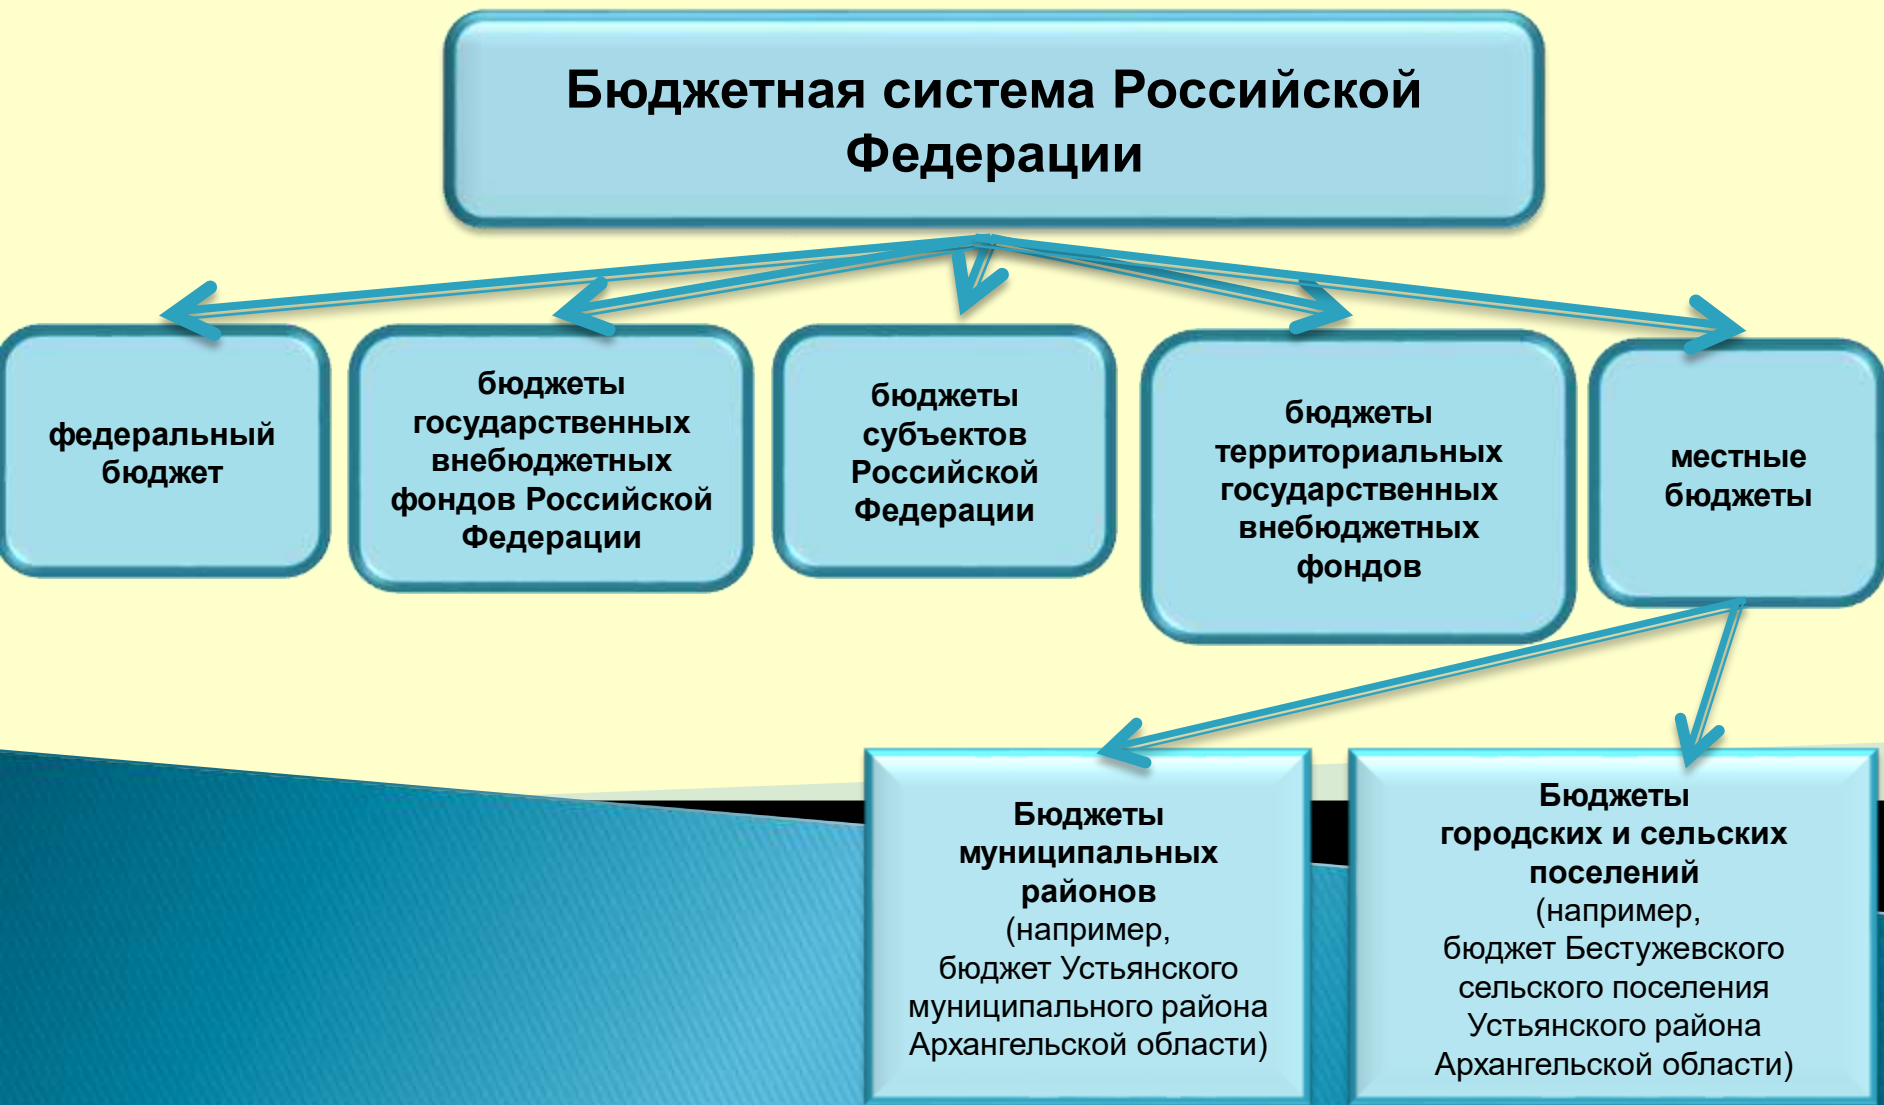 Бюджетная система Российской
Федерации
федеральный
бюджет
бюджеты
государственных
внебюджетных
фондов Российской
Федерации
бюджеты
субъектов
Российской
Федерации
бюджеты
территориальных
государственных
внебюджетных
фондов
местные
бюджеты
Бюджеты
муниципальных
районов
(например,
бюджет Устьянского
муниципального района
Архангельской области)
Бюджеты
городских и сельских
поселений
(например,
бюджет Бестужевского
сельского поселения
Устьянского района
Архангельской области)